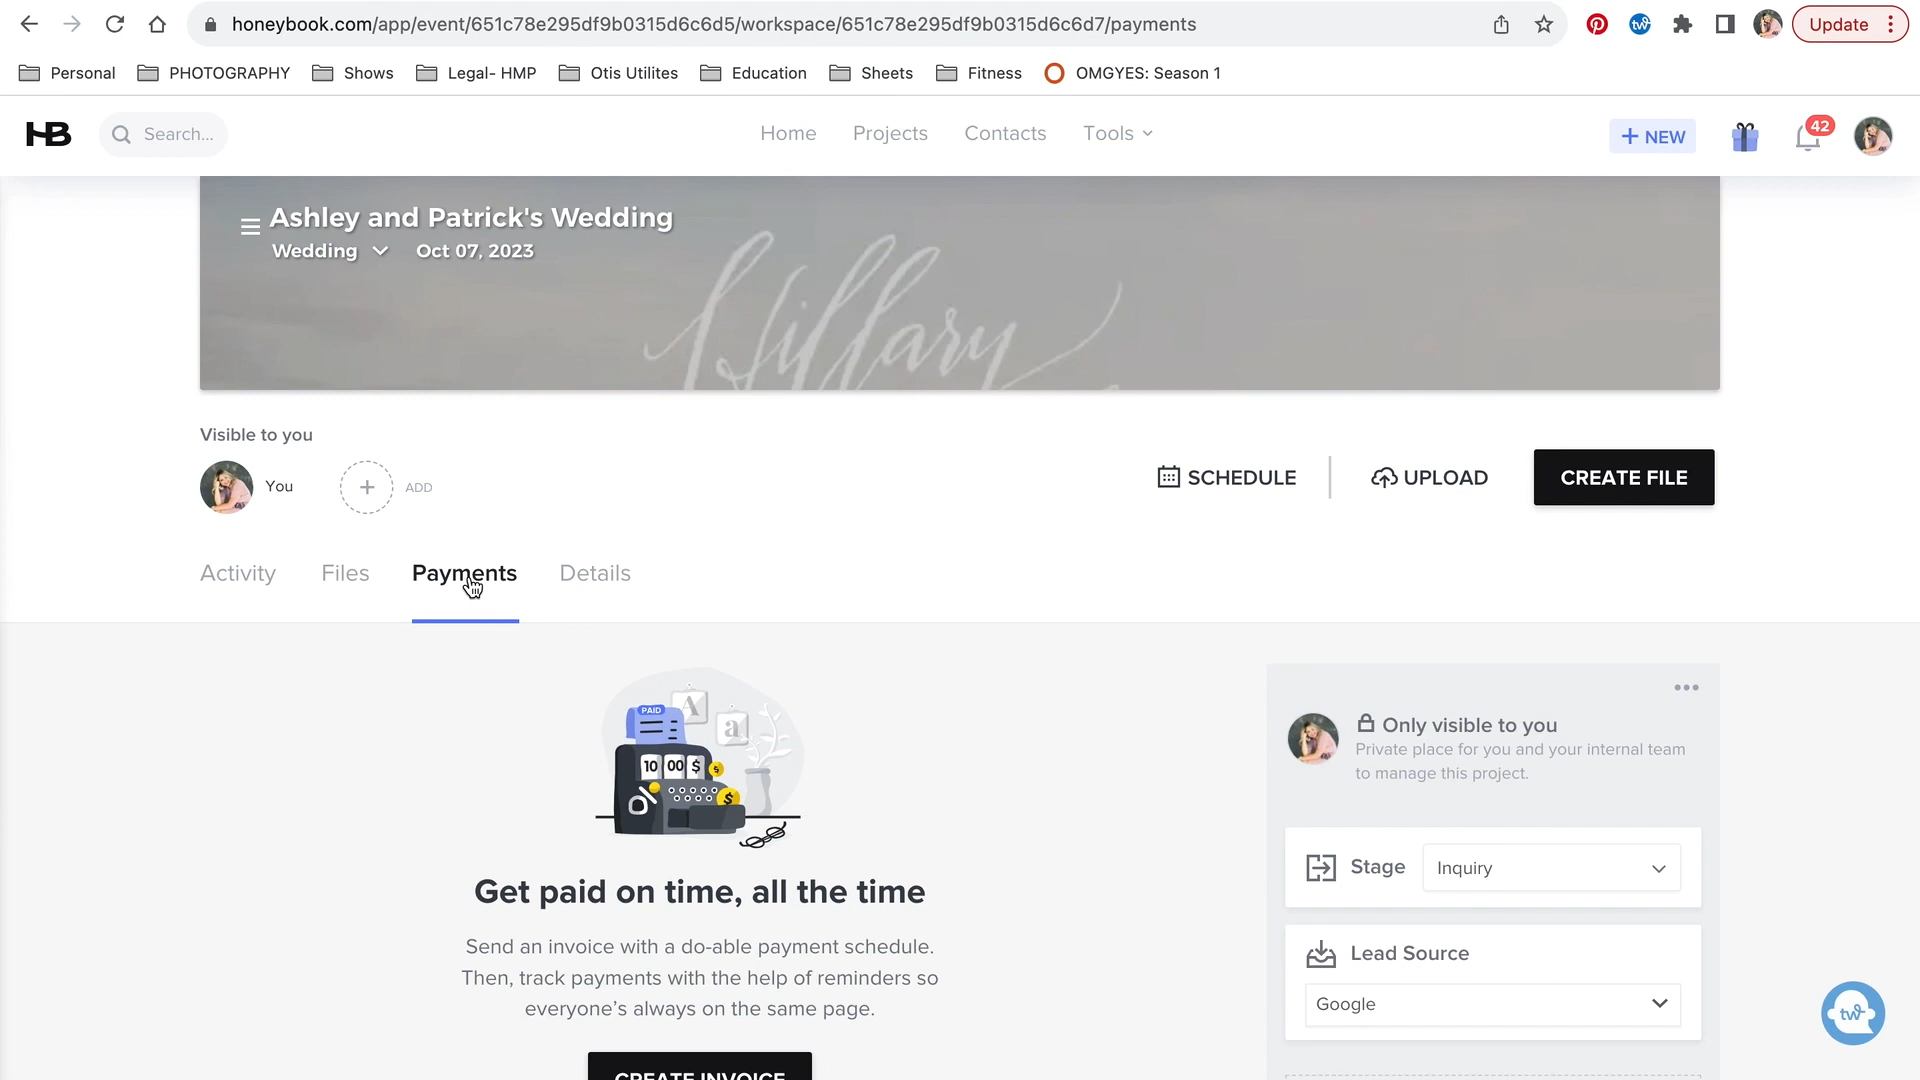 honeybook.com/app/event/651c78e295df9b0315d6c6d5/workspace/651c78e295df9b0315d6c6d7/payments
Update
Personal PHOTOGRAPHY Shows Legal- HMP Otis Utilites Education Sheets Fitness OMGYES: Season 1
HB Search... Home Projects Contacts Tools + NEW 42
Ashley and Patrick's Wedding
Wedding Oct 07, 2023
Hillary
Visible to you
You + ADD SCHEDULE UPLOAD CREATE FILE
Activity Files Payments Details
PAID
A
a
10 00 $
$
$
Get paid on time, all the time
Send an invoice with a do-able payment schedule.
Then, track payments with the help of reminders so
everyone's always on the same page.
CREATE INVOICE
Only visible to you
Private place for you and your internal team
to manage this project.
Stage Inquiry
Lead Source
Google
tw